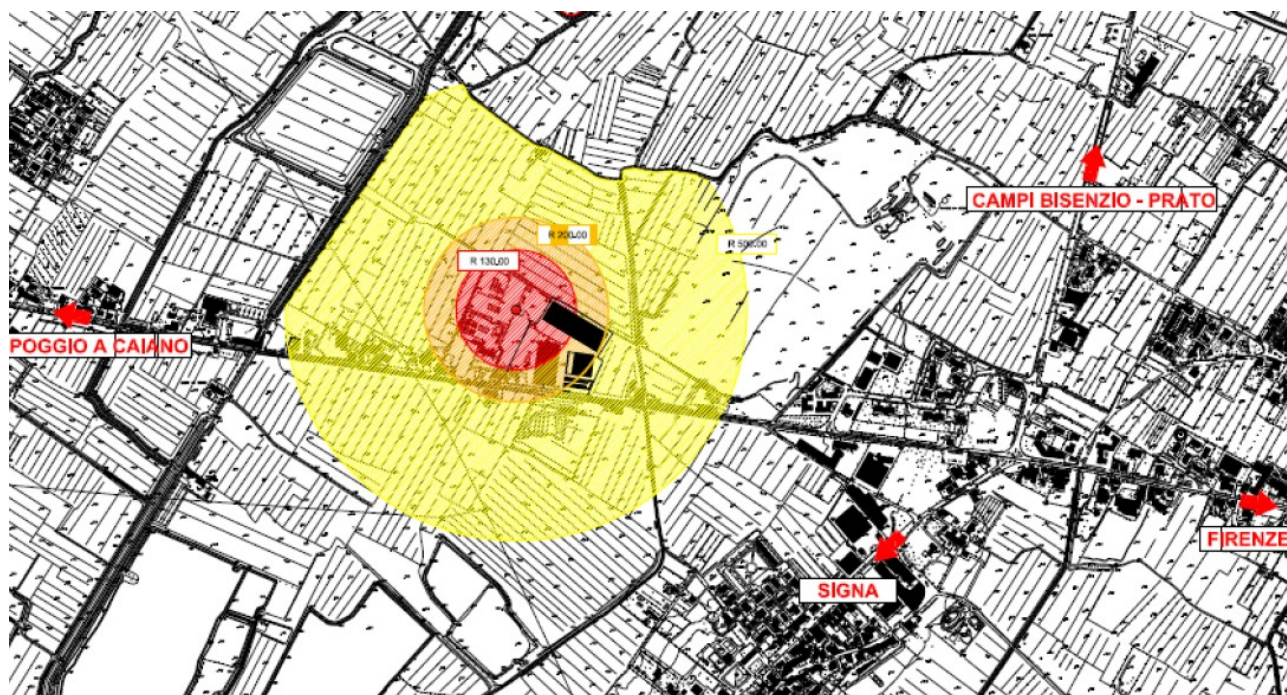 CAMPI BISENZIO - PRATO
R 200.00
R 500.00
R 130.00
POGGIO A CAIANO
FIRENZE
SIGNA